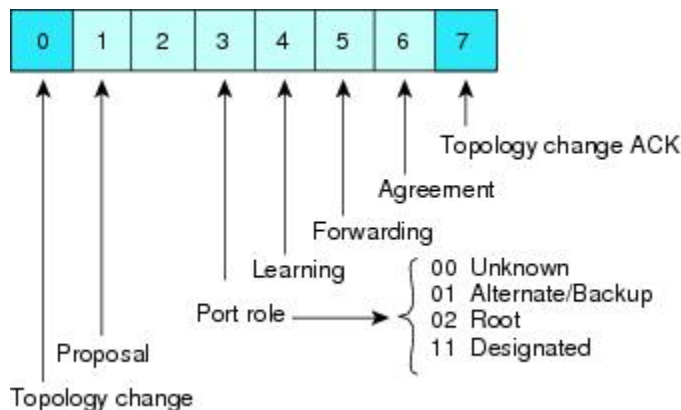 0 1 2 3 4 5 6 7
Topology change ACK
Agreement
Forwarding
Learning
00 Unknown
01 Alternate/Backup
Port role
02 Root
11 Designated
Proposal
Topology change